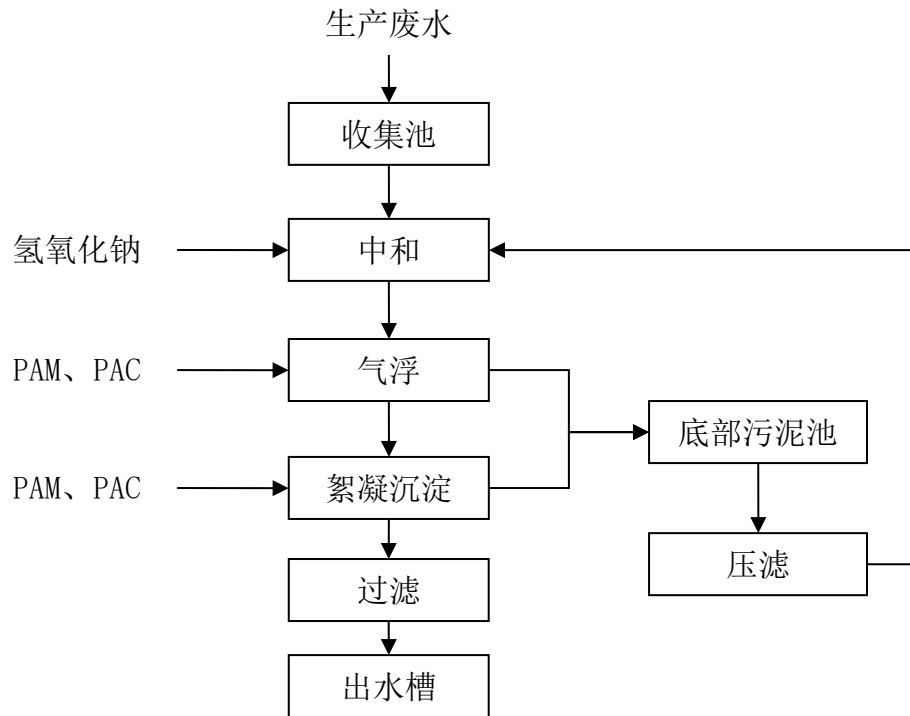 生产废水
收集池
氢氧化钠
中和
PAM、PAC
气浮
底部污泥池
PAM、PAC
絮凝沉淀
压滤
过滤
出水槽